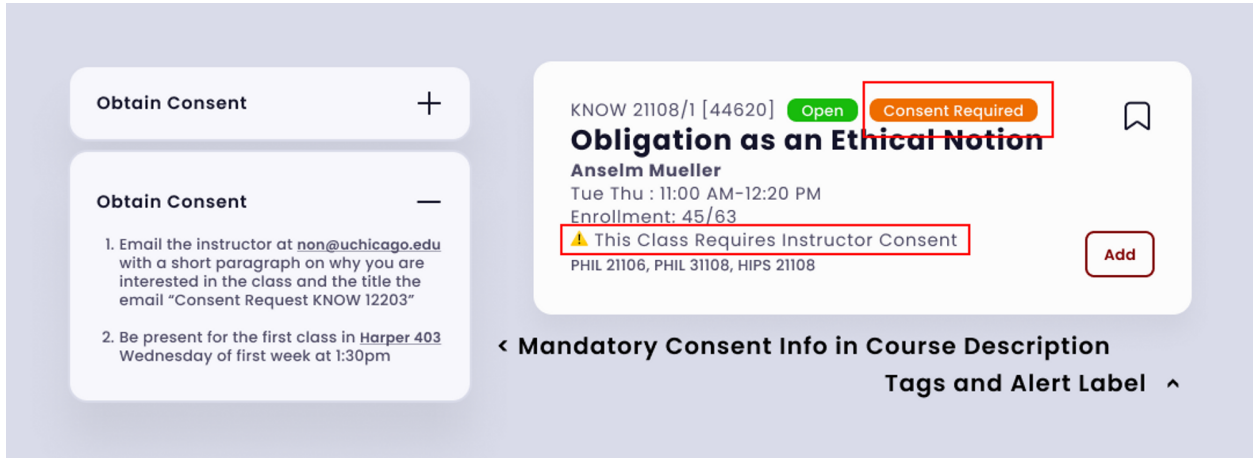 Obtain Consent
Obtain Consent
1. Email the instructor at non@uchicago.edu
with a short paragraph on why you are
interested in the class and the title the
email “Consent Request KNOW 12203”
2. Be present for the first class in Harper 403
Wednesday of first week at 1:30pm
KNOW 21108/1 [44620] Open Consent Required
Obligation as an Ethical Notion
Anselm Mueller
Tue Thu : 11:00 AM-12:20 PM
Enrollment: 45/63
This Class Requires Instructor Consent
PHIL 21106, PHIL 31108, HIPS 21108
Add
< Mandatory Consent Info in Course Description
Tags and Alert Label ^